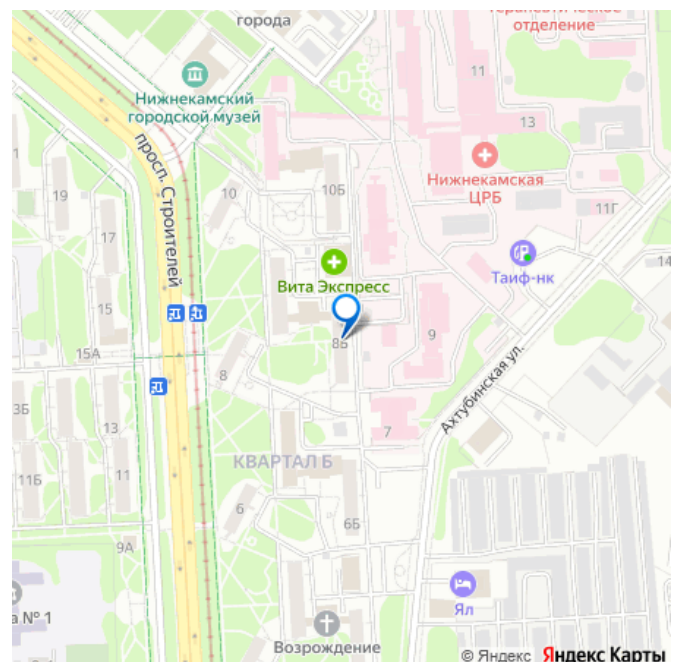 города
терапевтическое
отделение
11
Нижнекамский
городской музей
13
просп. Строителей
Нижнекамская
ЦРБ
19
10
10Б
11Г
17
Таиф-нк
14
Вита Экспресс
15
8Б
9
15А
8
Ахтубинская ул.
3Б
7
КВАРТАЛ Б
11Б
11
6
6Б
9А
а № 1
Ял
Возрождение
© Яндекс Яндекс Карты